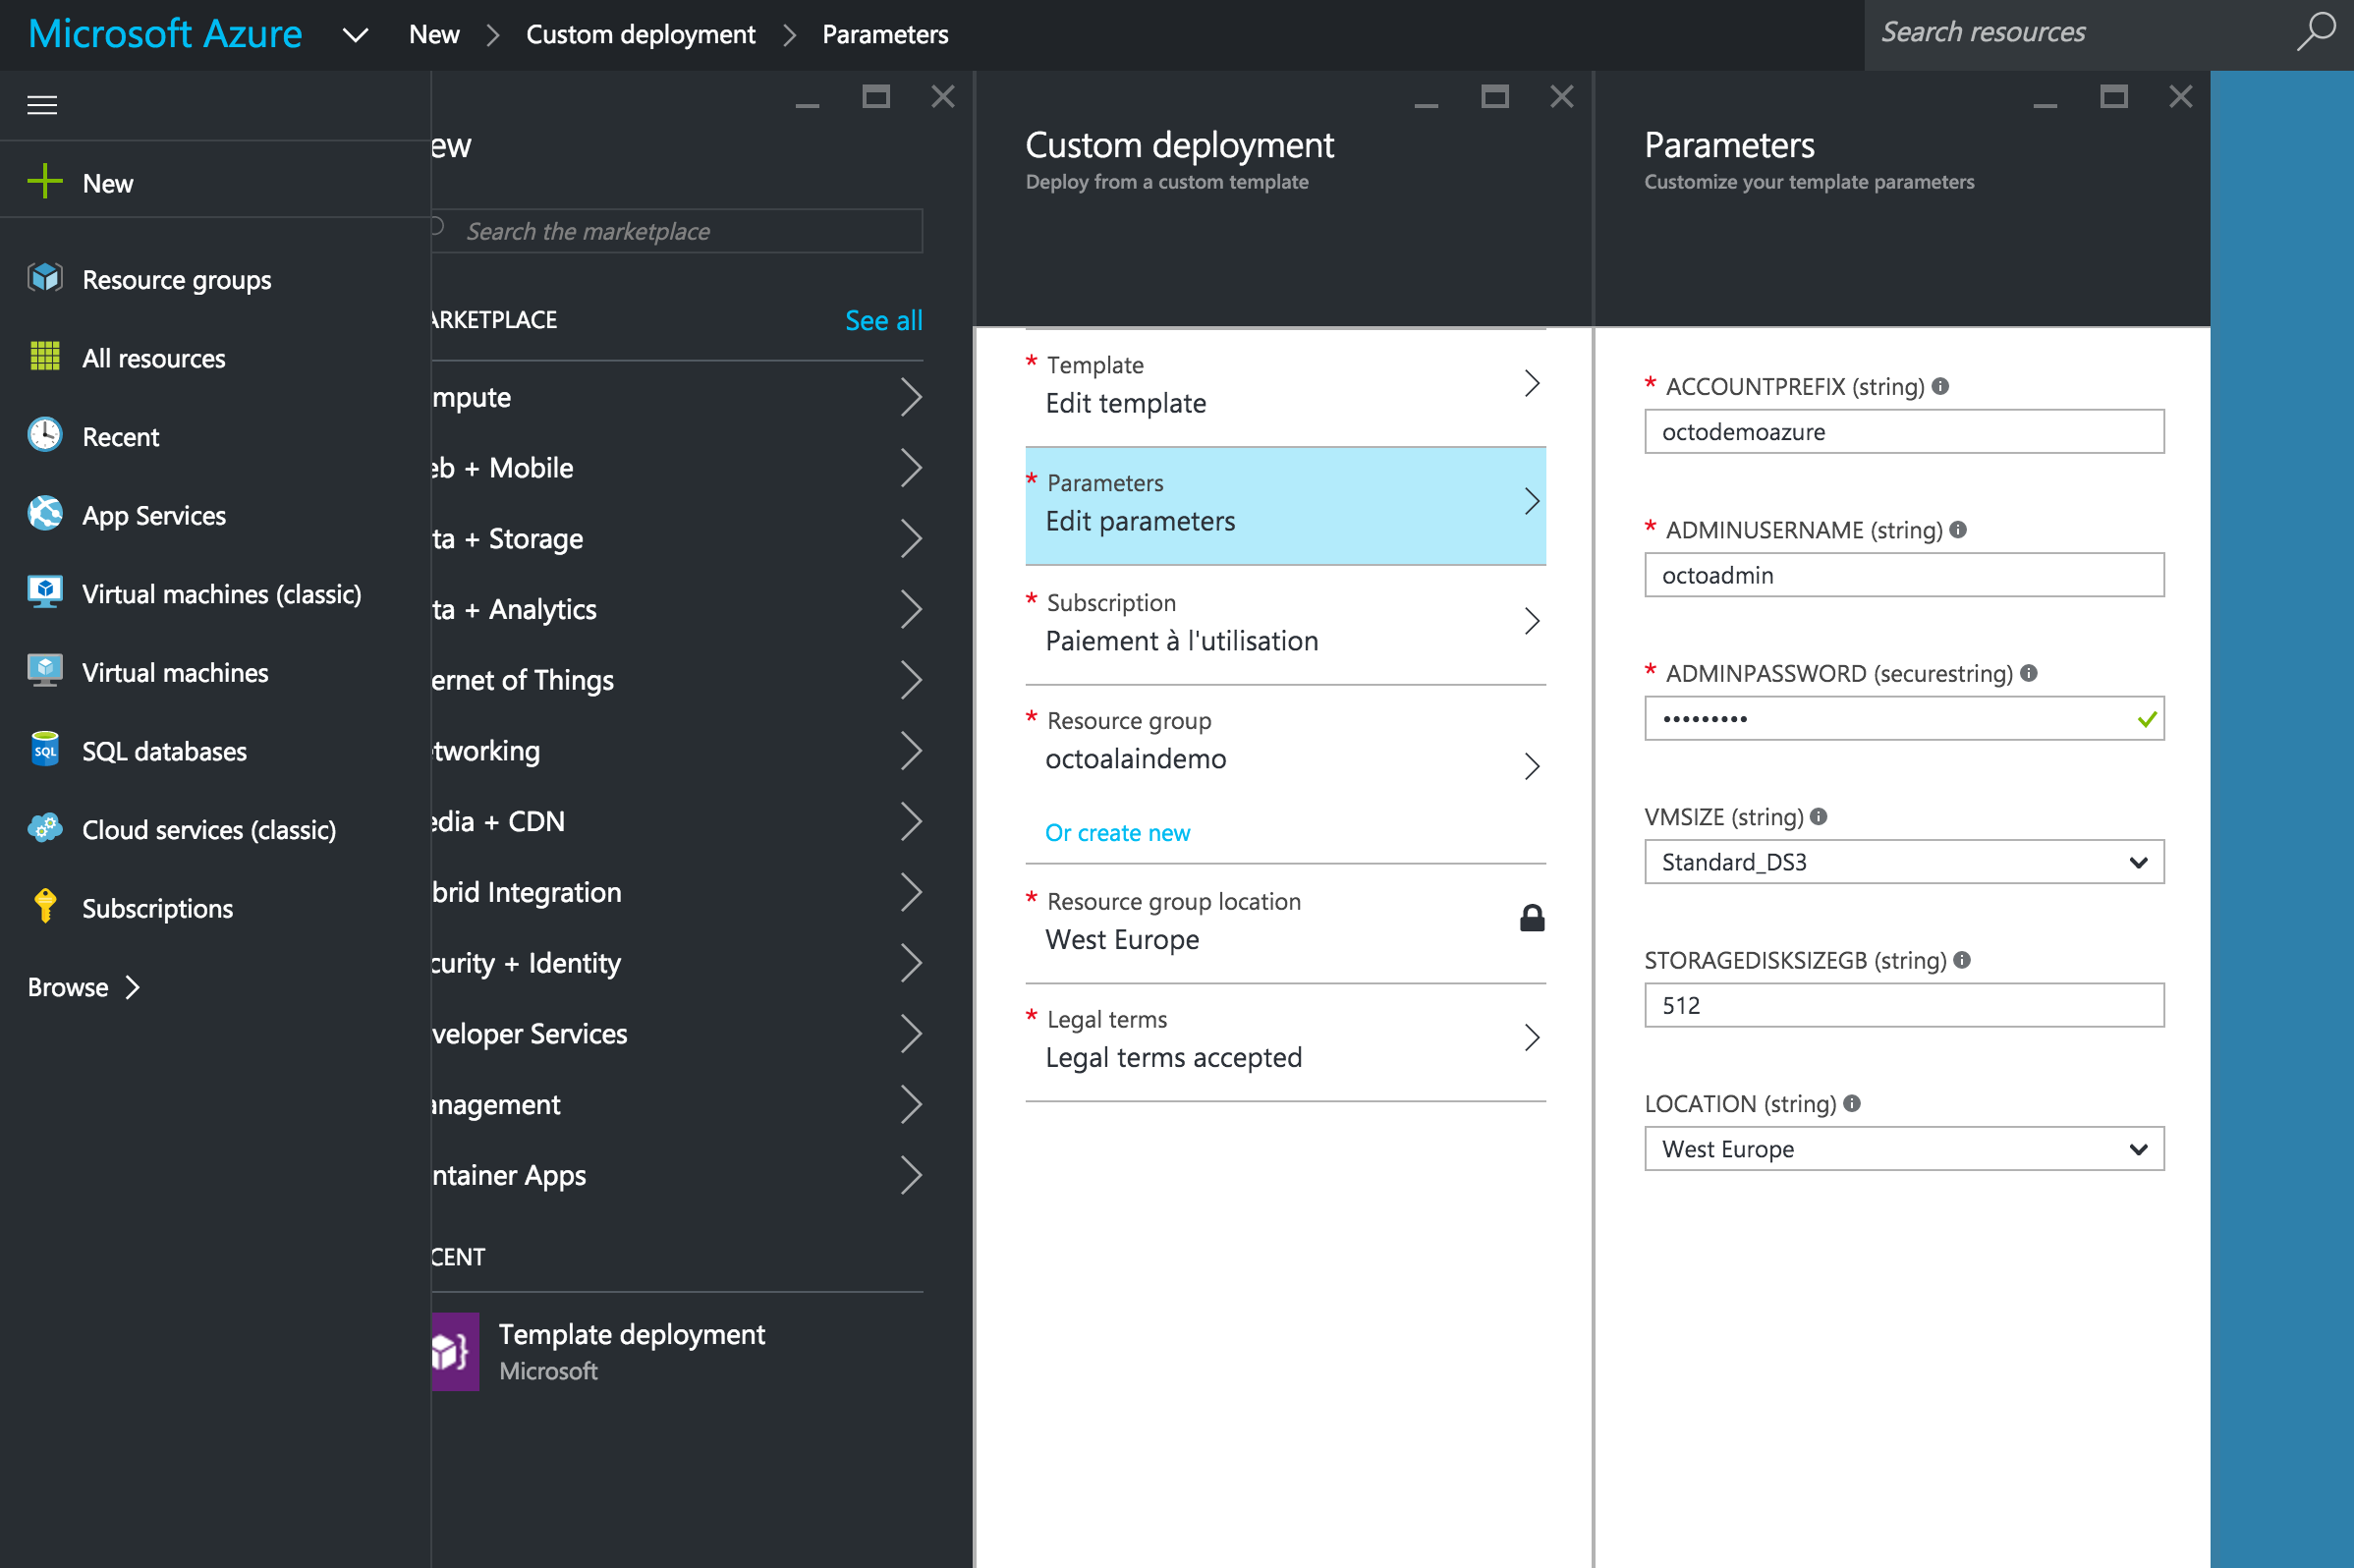 Microsoft Azure
New
Custom deployment
Parameters
Search resources
New
Resource groups
All resources
Recent
App Services
Virtual machines (classic)
Virtual machines
SQL databases
Cloud services (classic)
Subscriptions
Browse
ew
Search the marketplace
ARKETPLACE
See all
mpute
eb + Mobile
ta + Storage
ta + Analytics
ernet of Things
tworking
edia + CDN
brid Integration
curity + Identity
veloper Services
anagement
ntainer Apps
CENT
Template deployment
Microsoft
Custom deployment
Deploy from a custom template
* Template
Edit template
* Parameters
Edit parameters
* Subscription
Paiement à l'utilisation
* Resource group
octoalaindemo
Or create new
* Resource group location
West Europe
* Legal terms
Legal terms accepted
Parameters
Customize your template parameters
* ACCOUNTPREFIX (string)
octodemoazure
* ADMINUSERNAME (string)
octoadmin
* ADMINPASSWORD (securestring)
•••••••••
VMSIZE (string)
Standard_DS3
STORAGEDISKSIZEGB (string)
512
LOCATION (string)
West Europe